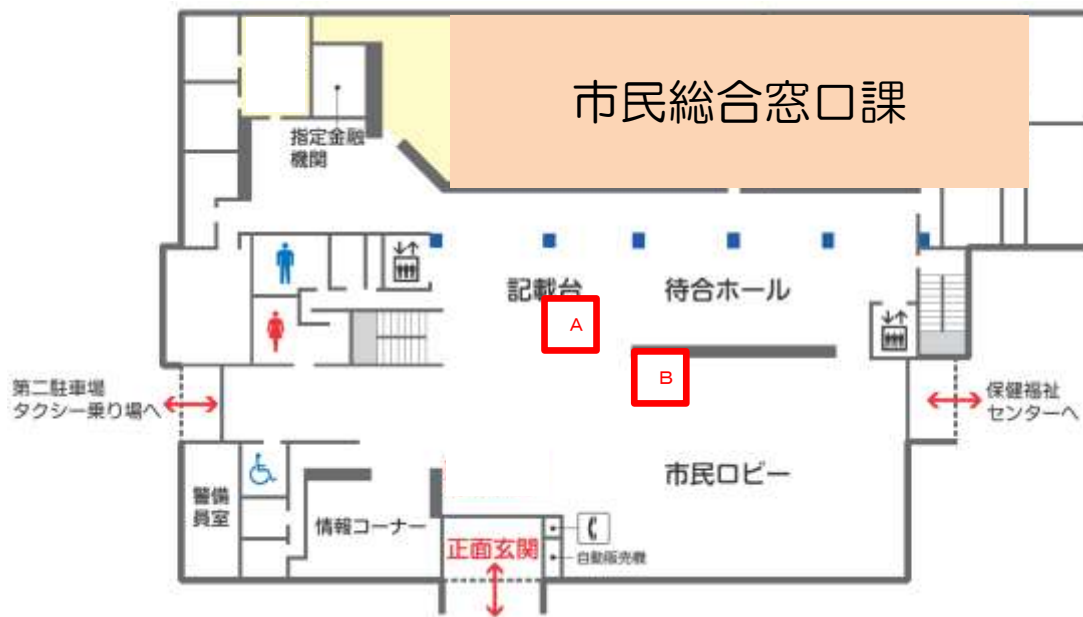 市民総合窓口課
指定金融
機関
記載台
待合ホール
A
B
第二駐車場
タクシー乗り場へ
保健福祉
センターへ
市民ロビー
警備
員室
情報コーナー
正面玄関
自動販売機